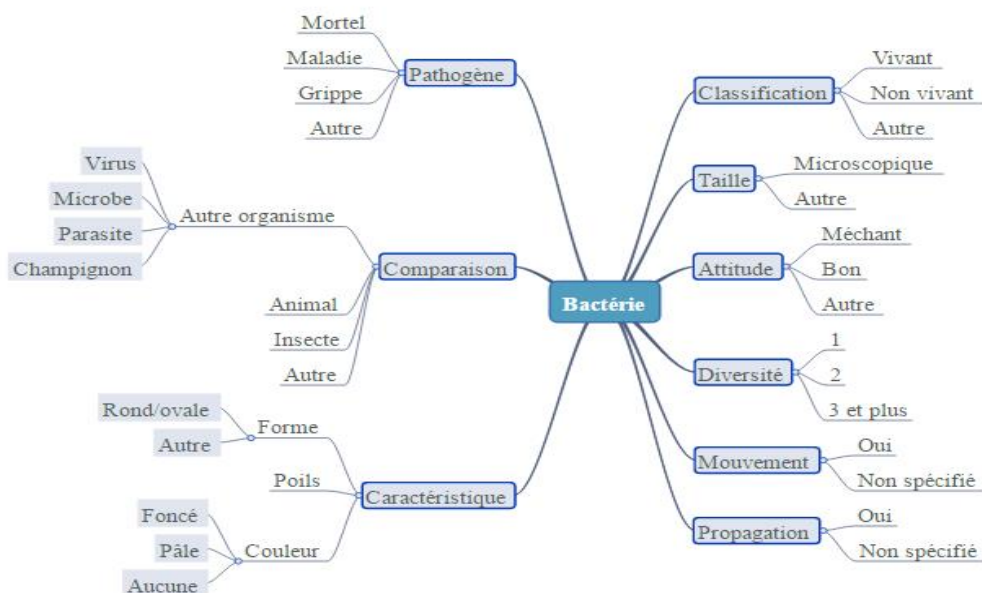 Bactérie
Pathogène
Mortel
Maladie
Grippe
Autre
Comparaison
Autre organisme
Virus
Microbe
Parasite
Champignon
Animal
Insecte
Autre
Caractéristique
Forme
Rond/ovale
Autre
Poils
Couleur
Foncé
Pâle
Aucune
Classification
Vivant
Non vivant
Autre
Taille
Microscopique
Autre
Attitude
Méchant
Bon
Autre
Diversité
1
2
3 et plus
Mouvement
Oui
Non spécifié
Propagation
Oui
Non spécifié